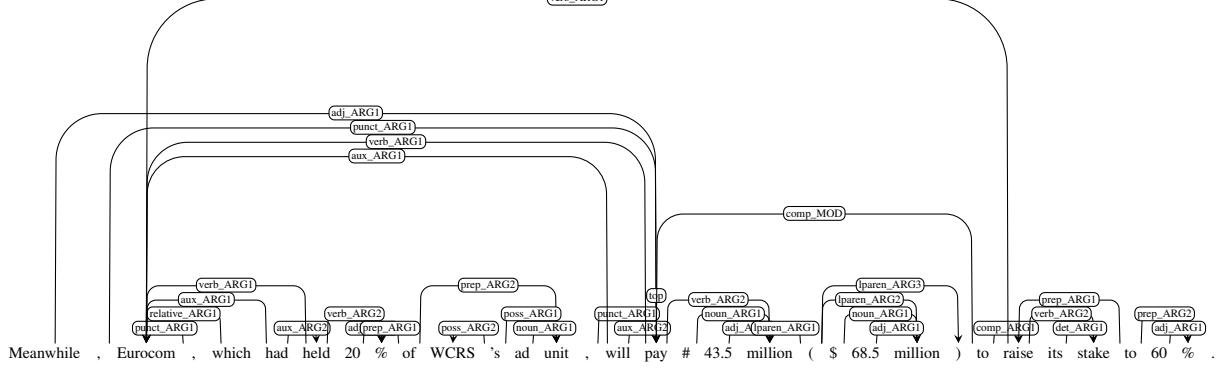 verb_ARG1
adj_ARG1
punct_ARG1
verb_ARG1
aux_ARG1
comp_MOD
verb_ARG1 prep_ARG2 lparen_ARG3
aux_ARG1 top verb_ARG2 lparen_ARG2 prep_ARG1
relative_ARG1 verb_ARG2 poss_ARG1 punct_ARG1 noun_ARG1 noun_ARG1 verb_ARG2 prep_ARG2
punct_ARG1 aux_ARG2 prep_ARG1 poss_ARG2 noun_ARG1 aux_ARG2 lparen_ARG1 adj_ARG1 comp_ARG1 det_ARG1 adj_ARG1
Meanwhile , Eurocom , which had held 20 % of WCRS 's ad unit , will pay # 43.5 million ( $ 68.5 million ) to raise its stake to 60 % .